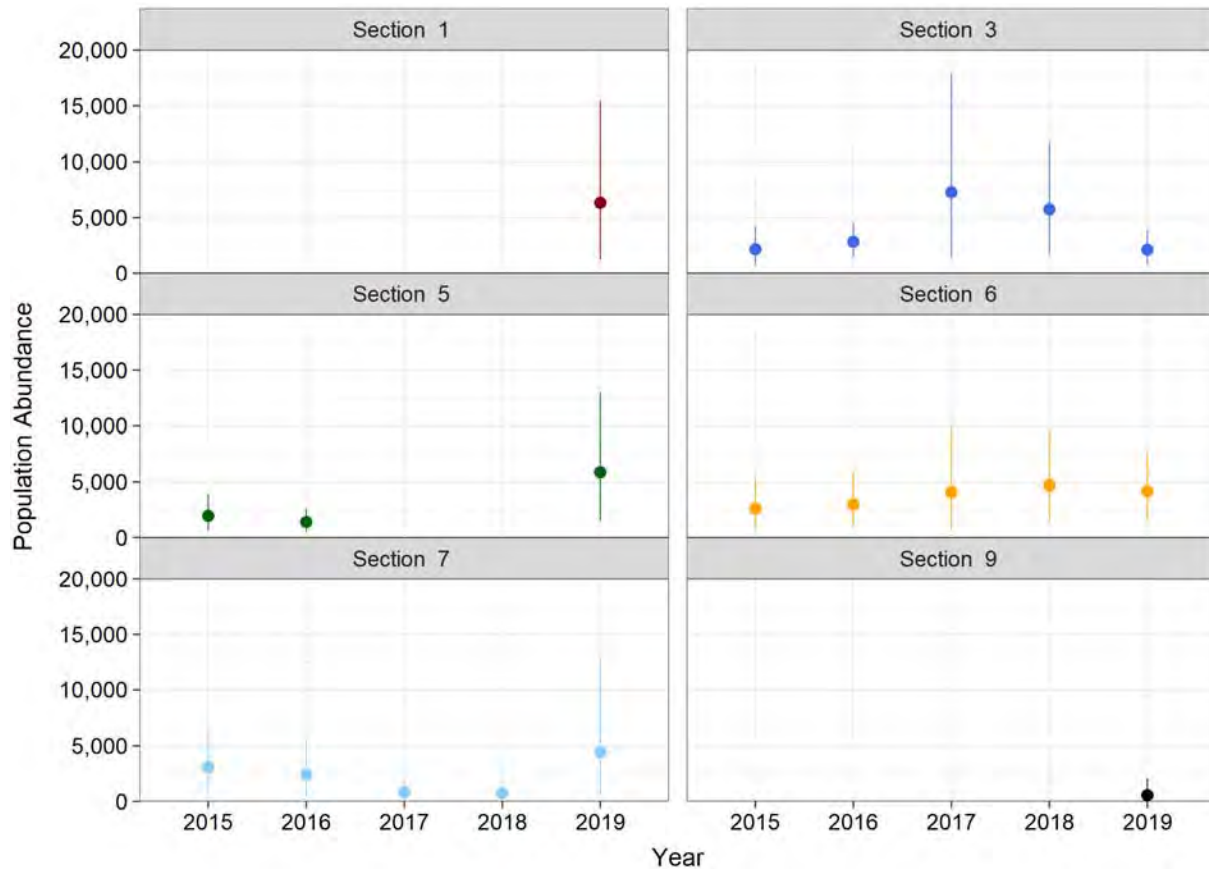 Section 1
Section 3
20,000
15,000
10,000
5,000
0
Section 5
Section 6
20,000
15,000
10,000
5,000
0
Population Abundance
Section 7
Section 9
20,000
15,000
10,000
5,000
0
2015 2016 2017 2018 2019
2015 2016 2017 2018 2019
Year